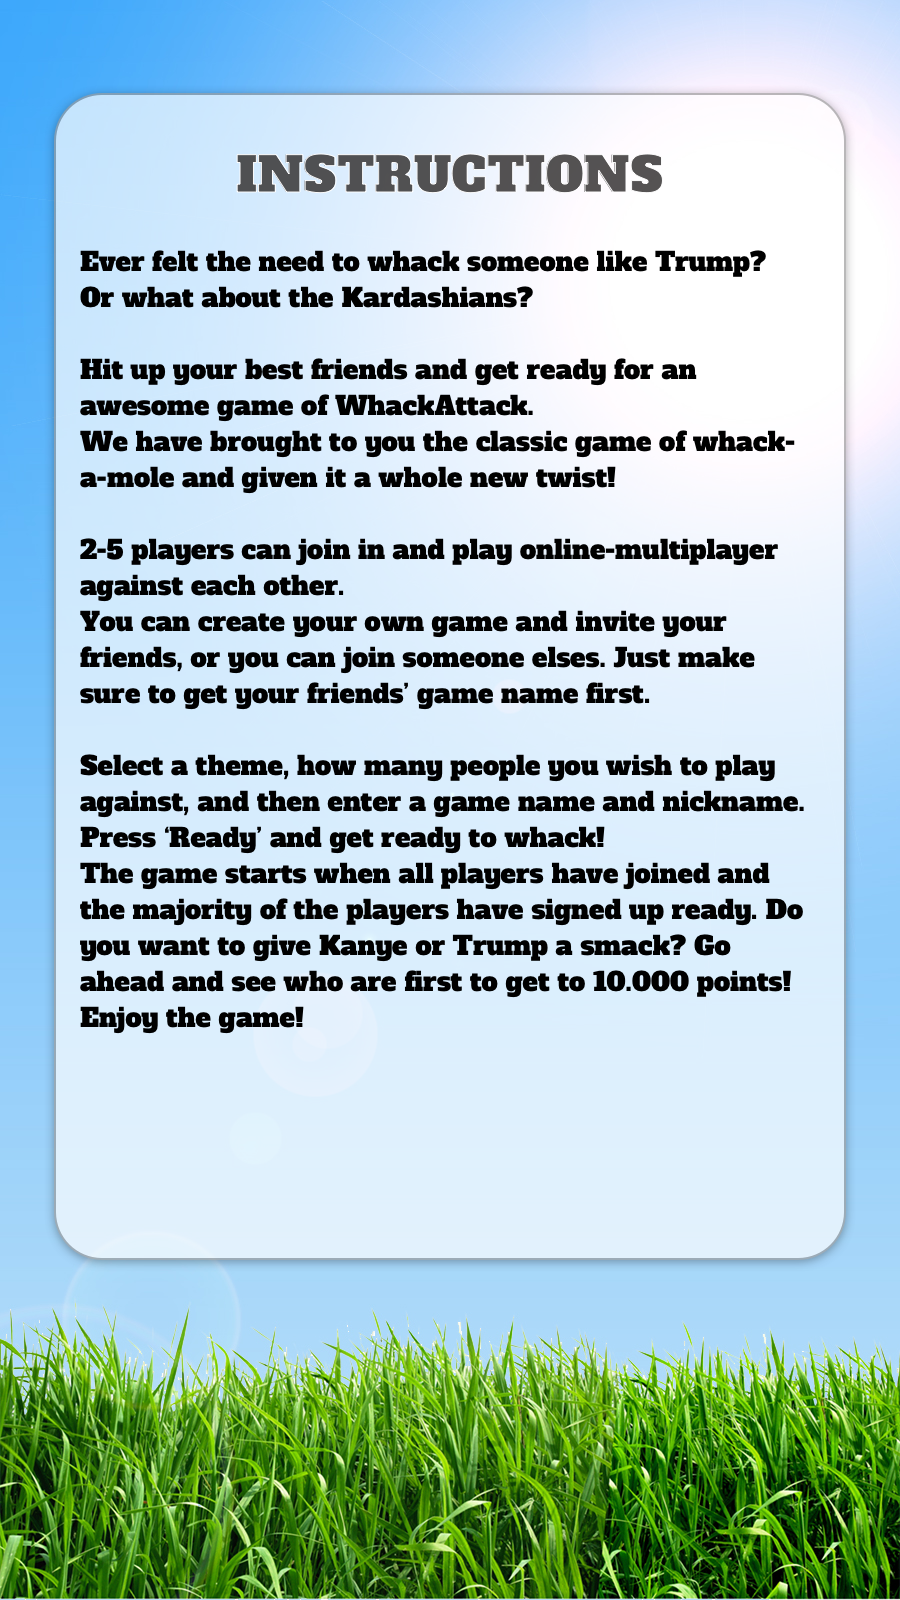 INSTRUCTIONS
Ever felt the need to whack someone like Trump?
Or what about the Kardashians?
Hit up your best friends and get ready for an
awesome game of WhackAttack.
We have brought to you the classic game of whack-
a-mole and given it a whole new twist!
2-5 players can join in and play online-multiplayer
against each other.
You can create your own game and invite your
friends, or you can join someone elses. Just make
sure to get your friends’ game name first.
Select a theme, how many people you wish to play
against, and then enter a game name and nickname.
Press ‘Ready’ and get ready to whack!
The game starts when all players have joined and
the majority of the players have signed up ready. Do
you want to give Kanye or Trump a smack? Go
ahead and see who are first to get to 10.000 points!
Enjoy the game!